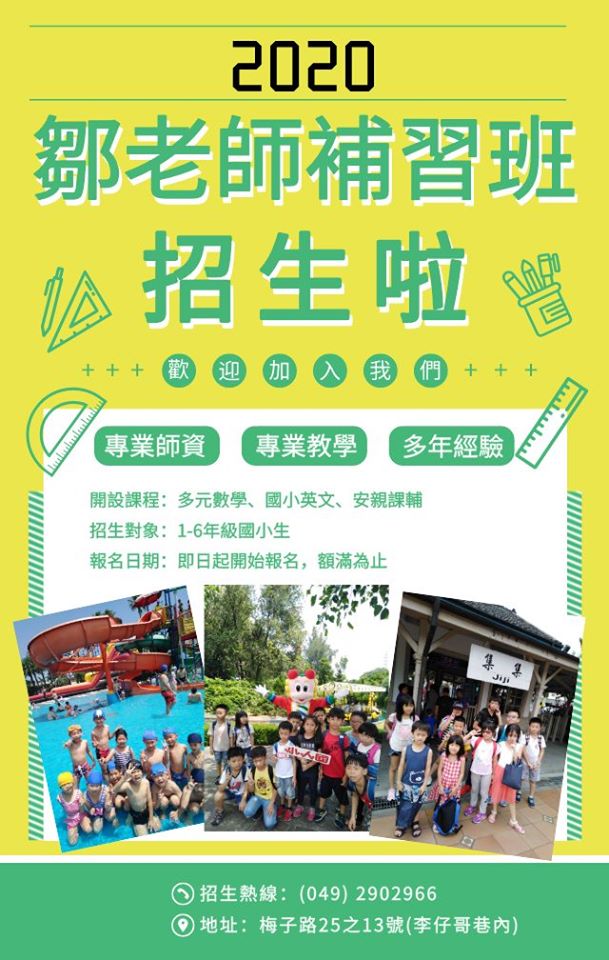 2020
鄒老師補習班
招生啦
+ + + 歡迎加入我們 + + +
專業師資 專業教學 多年經驗
開設課程：多元數學、國小英文、安親課輔
招生對象：1-6年級國小生
報名日期：即日起開始報名，額滿為止
集集
JiJi
招生熱線：(049) 2902966
地址：梅子路25之13號(李仔哥巷內)